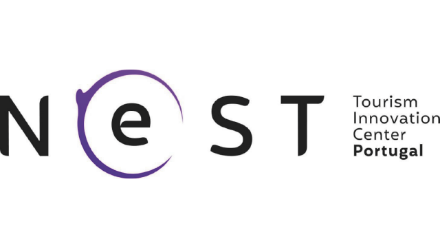 NeST
Tourism
Innovation
Center
Portugal